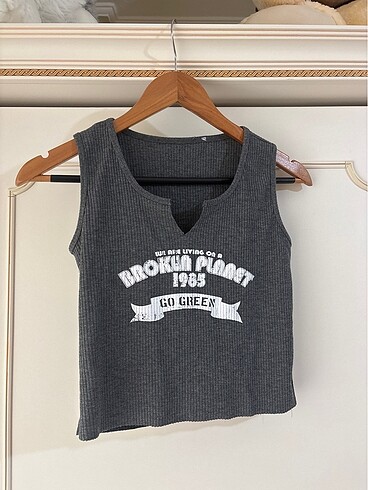 WE ARE LIVING ON A
BROKEN PLANET
1985
GO GREEN